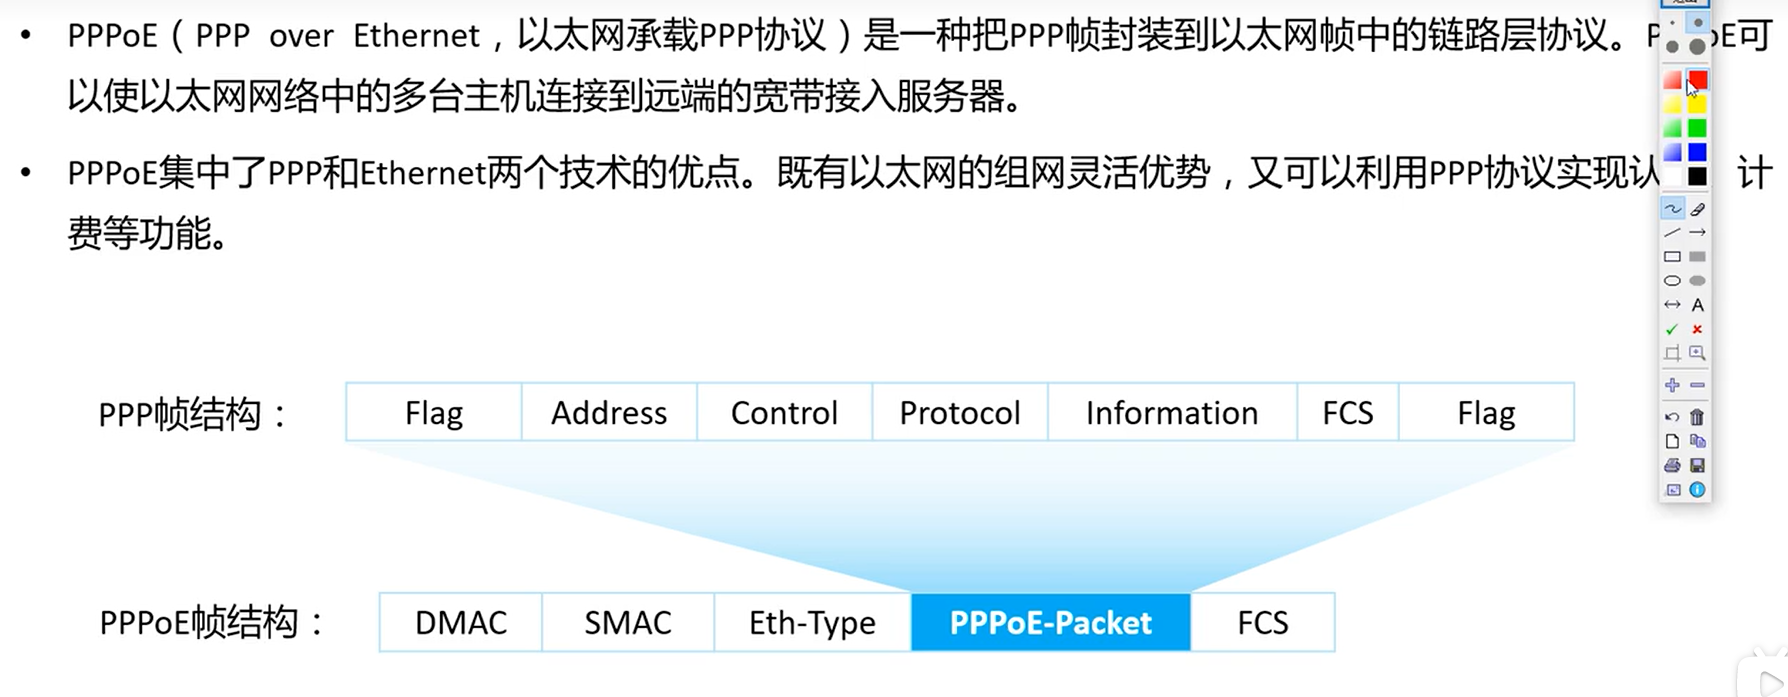 • PPPoE（PPP over Ethernet，以太网承载PPP协议）是一种把PPP帧封装到以太网帧中的链路层协议。P oE可
以使以太网网络中的多台主机连接到远端的宽带接入服务器。
• PPPoE集中了PPP和Ethernet两个技术的优点。既有以太网的组网灵活优势，又可以利用PPP协议实现认 计
费等功能。
PPP帧结构： Flag Address Control Protocol Information FCS Flag
PPPoE帧结构： DMAC SMAC Eth-Type PPPoE-Packet FCS
A